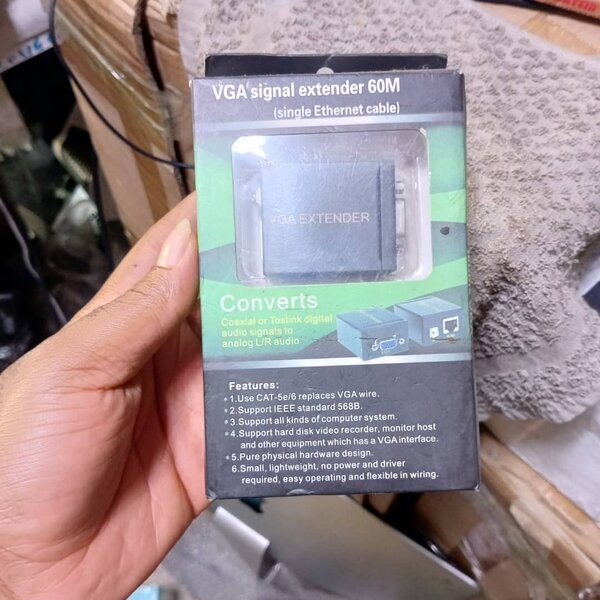 VGA signal extender 60M
(single Ethernet cable)
VGA EXTENDER
Converts
Coaxial or Toslink digital
audio signals to
analog L/R audio
Features:
1.Use CAT-5e/6 replaces VGA wire.
2.Support IEEE standard 568B.
3.Support all kinds of computer system.
4.Support hard disk video recorder, monitor host
and other equipment which has a VGA interface.
5.Pure physical hardware design.
6.Small, lightweight, no power and driver
required, easy operating and flexible in wiring.